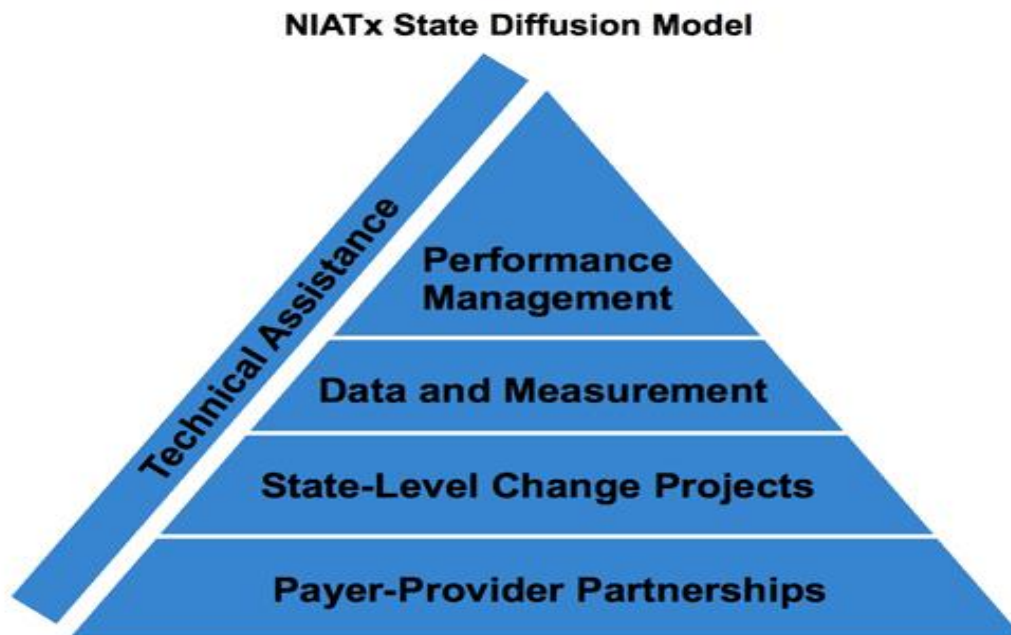 NIATx State Diffusion Model
Technical Assistance
Performance
Management
Data and Measurement
State-Level Change Projects
Payer-Provider Partnerships